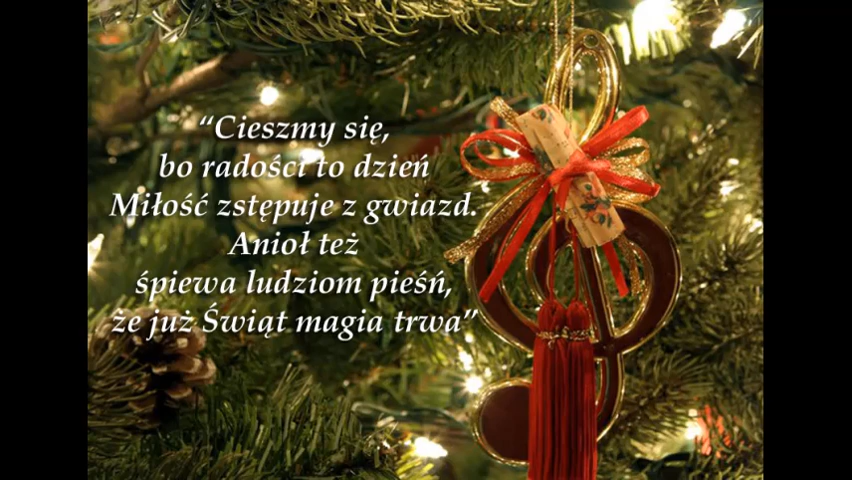 “Cieszmy się,
bo radości to dzień
Miłość zstępuje z gwiazd.
Anioł też
śpiewa ludziom pieśń,
że już Świąt magia trwa”